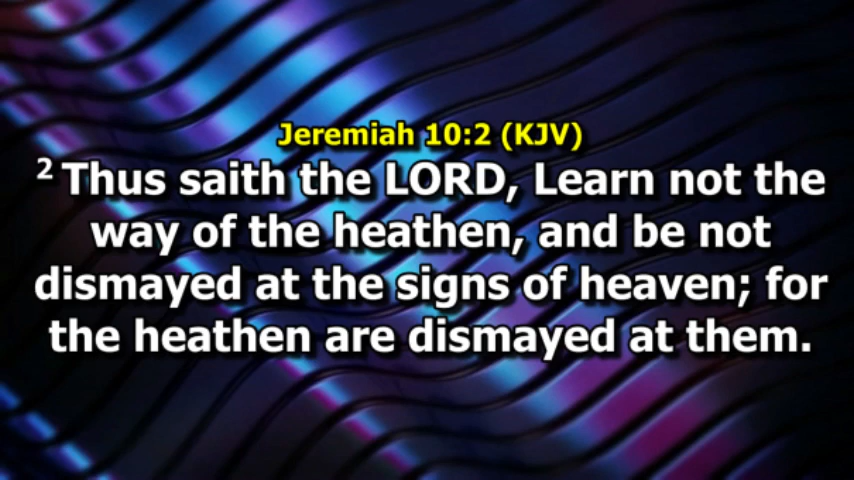 Jeremiah 10:2 (KJV)
2 Thus saith the LORD, Learn not the
way of the heathen, and be not
dismayed at the signs of heaven; for
the heathen are dismayed at them.